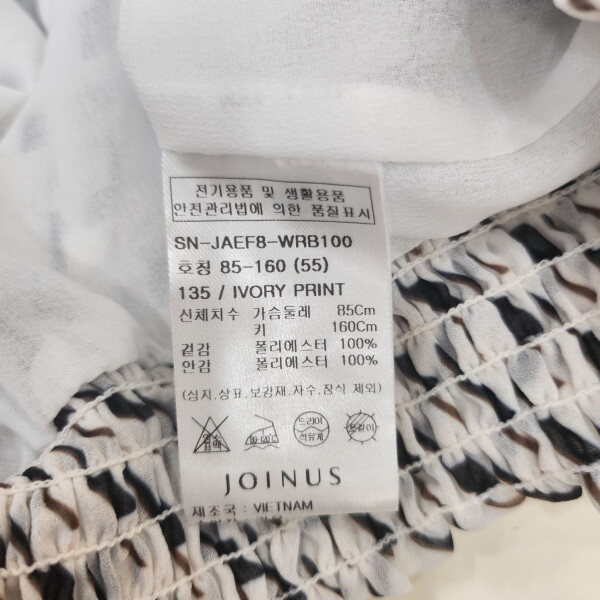 전기용품 및 생활용품
안전관리법에 의한 품질표시
SN-JAEF8-WRB100
호칭 85-160 (55)
135 / IVORY PRINT
신체치수 가슴둘레 85Cm
키 160Cm
겉감 폴리에스터 100%
안감 폴리에스터 100%
(심지,상표,보강재,자수,장식 제외)
드라이
석유계
JOINUS
제조국: VIETNAM